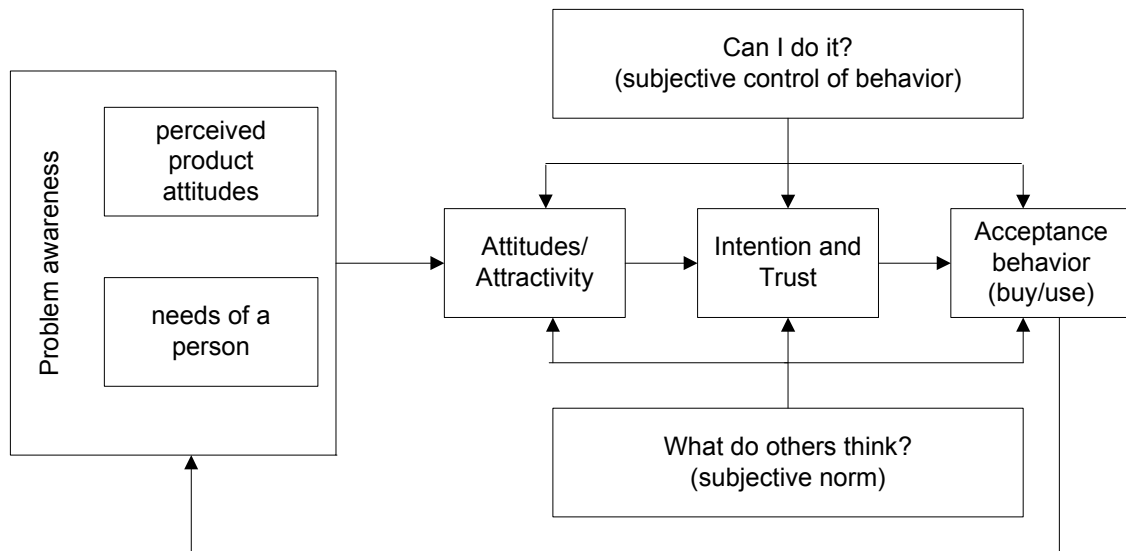 Can I do it?
(subjective control of behavior)
Problem awareness
perceived
product
attitudes
needs of a
person
Attitudes/
Attractivity
Intention and
Trust
Acceptance
behavior
(buy/use)
What do others think?
(subjective norm)